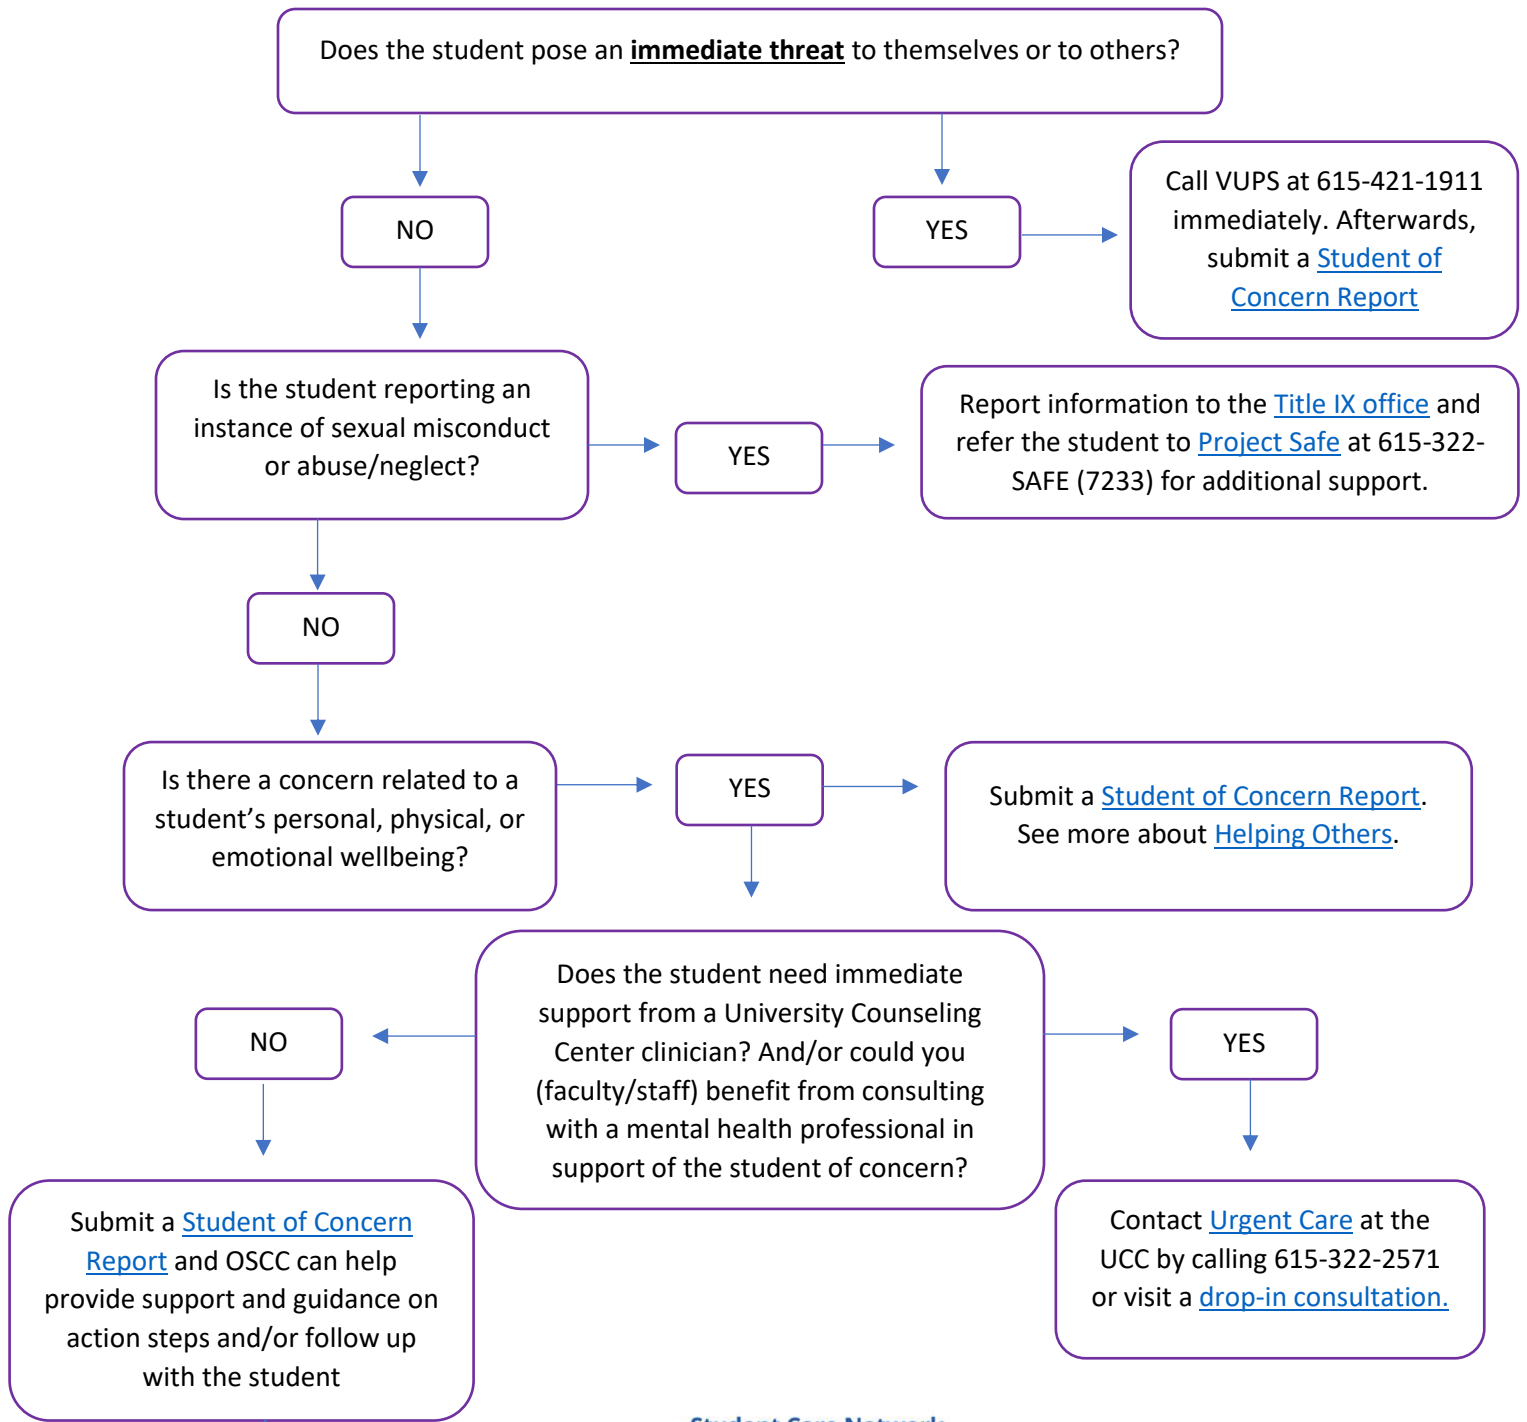 Does the student pose an immediate threat to themselves or to others?
NO
YES
Call VUPS at 615-421-1911
immediately. Afterwards,
submit a Student of
Concern Report
Is the student reporting an
instance of sexual misconduct
or abuse/neglect?
YES
Report information to the Title IX office and
refer the student to Project Safe at 615-322-
SAFE (7233) for additional support.
NO
Is there a concern related to a
student’s personal, physical, or
emotional wellbeing?
YES
Submit a Student of Concern Report.
See more about Helping Others.
Does the student need immediate
support from a University Counseling
Center clinician? And/or could you
(faculty/staff) benefit from consulting
with a mental health professional in
support of the student of concern?
NO
YES
Submit a Student of Concern
Report and OSCC can help
provide support and guidance on
action steps and/or follow up
with the student
Contact Urgent Care at the
UCC by calling 615-322-2571
or visit a drop-in consultation.
Student Care Network